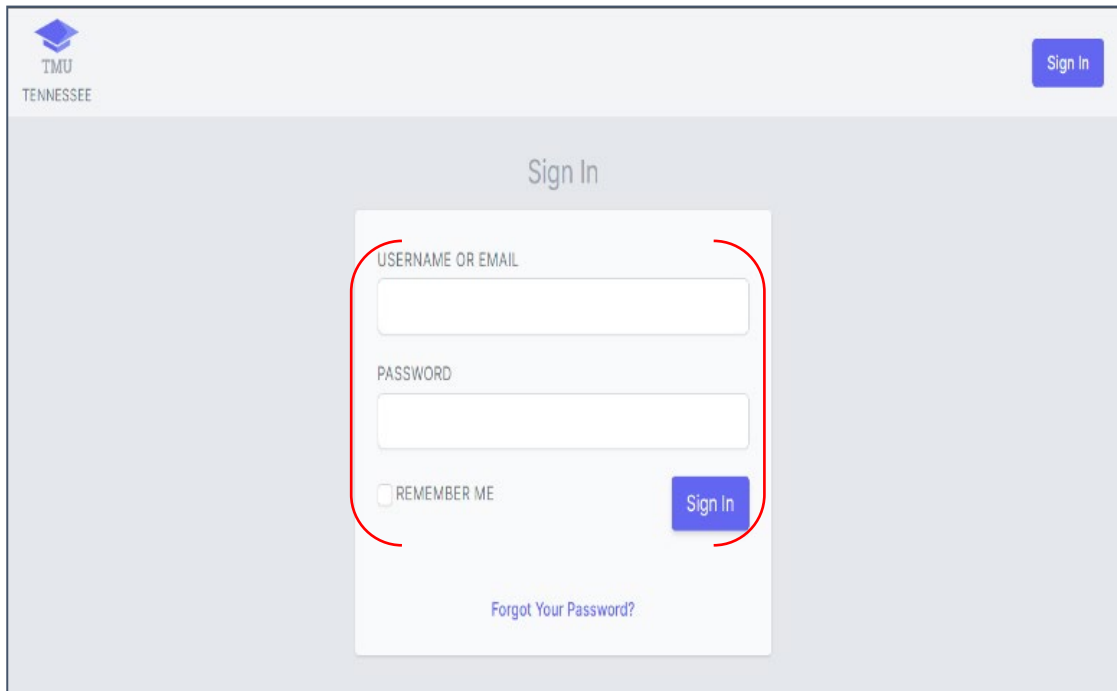 TMU
TENNESSEE
Sign In
Sign In
USERNAME OR EMAIL
PASSWORD
REMEMBER ME
Sign In
Forgot Your Password?